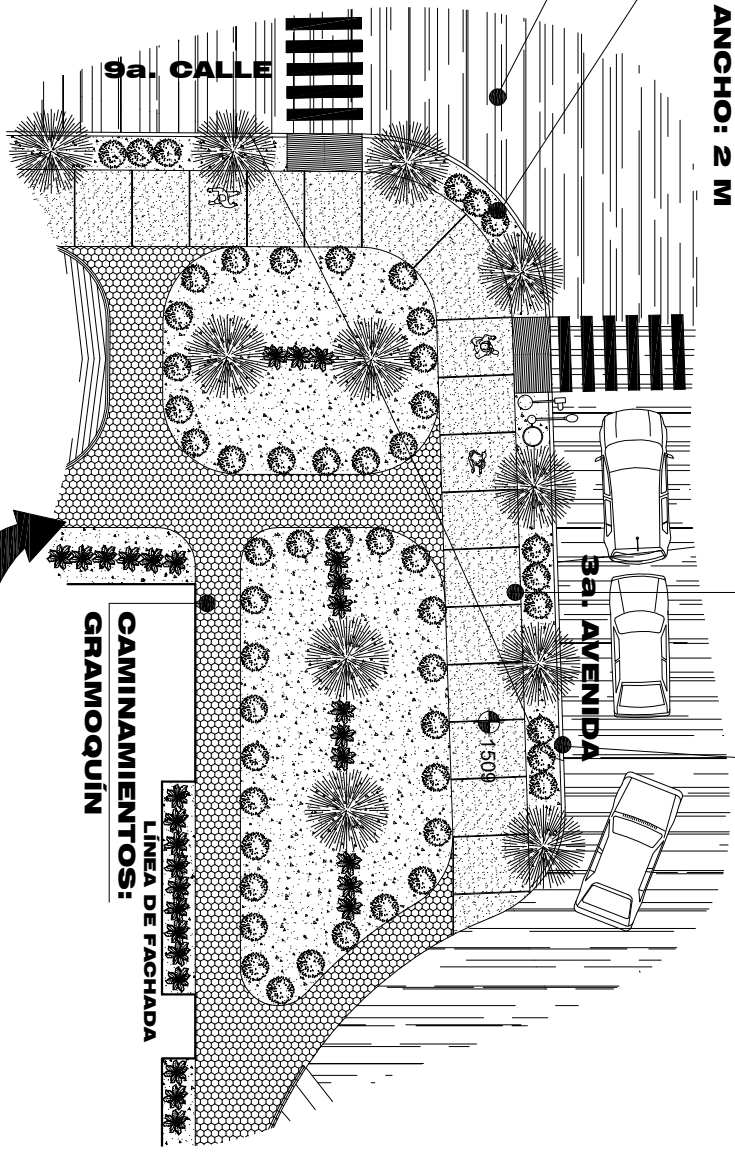 ANCHO: 2 M
9a. CALLE
3a. AVENIDA
1509
CAMINAMIENTOS:
GRAMOQUÍN
LÍNEA DE FACHADA